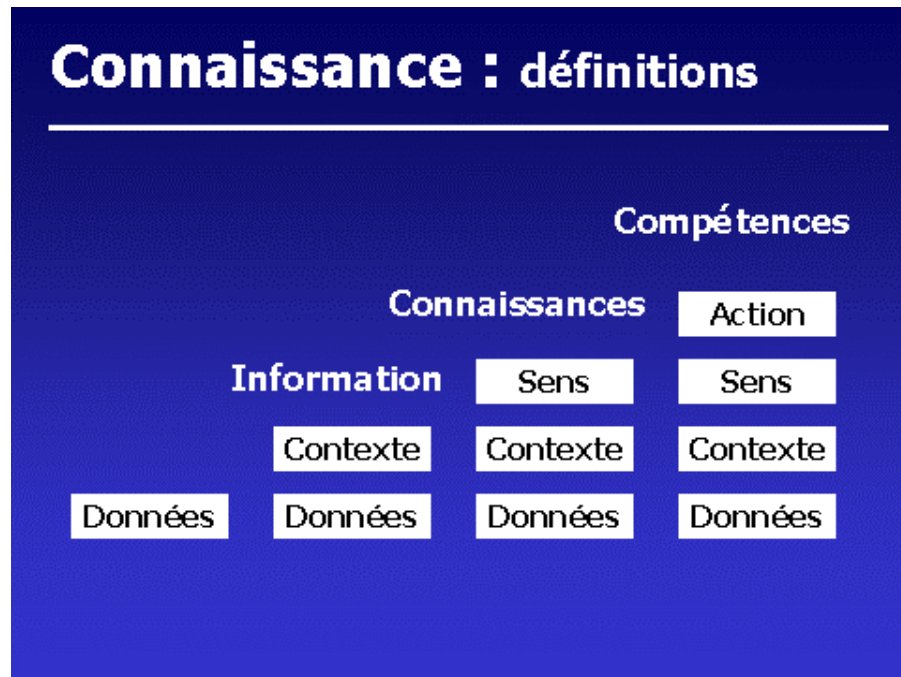 Connaissance : définitions
Compétences
Connaissances Action
Information Sens Sens
Contexte Contexte Contexte
Données Données Données Données